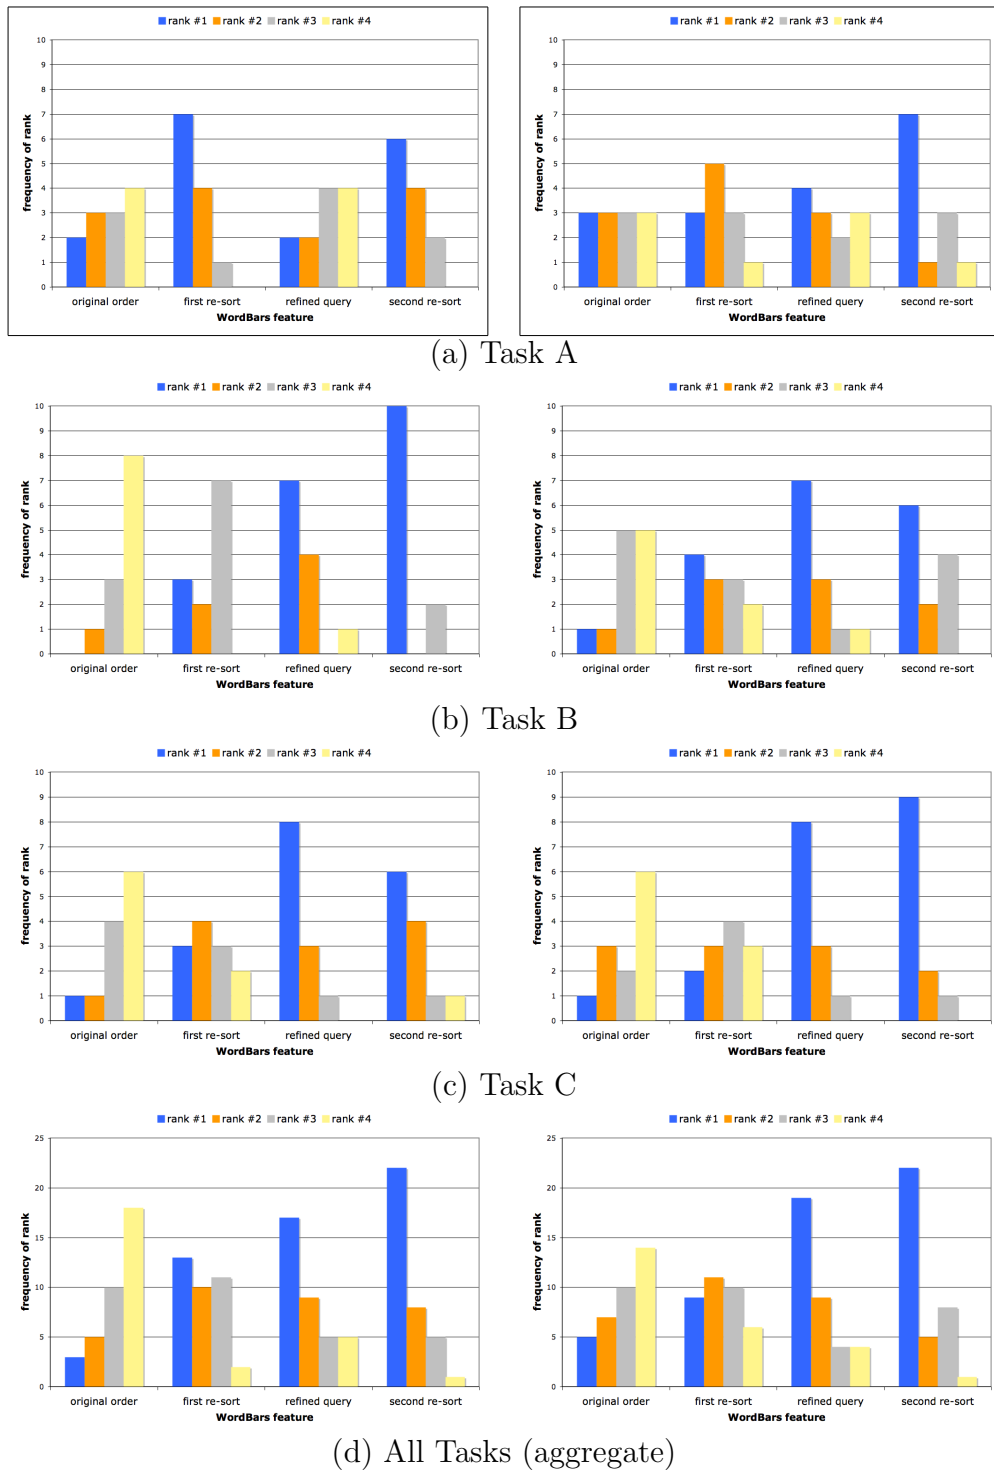 rank #1 rank #2 rank #3 rank #4
10
9
8
7
6
5
4
3
2
1
0
frequency of rank
original order first re-sort refined query second re-sort
WordBars feature
rank #1 rank #2 rank #3 rank #4
10
9
8
7
6
5
4
3
2
1
0
frequency of rank
original order first re-sort refined query second re-sort
WordBars feature
(a) Task A
rank #1 rank #2 rank #3 rank #4
10
9
8
7
6
5
4
3
2
1
0
frequency of rank
original order first re-sort refined query second re-sort
WordBars feature
rank #1 rank #2 rank #3 rank #4
10
9
8
7
6
5
4
3
2
1
0
frequency of rank
original order first re-sort refined query second re-sort
WordBars feature
(b) Task B
rank #1 rank #2 rank #3 rank #4
10
9
8
7
6
5
4
3
2
1
0
frequency of rank
original order first re-sort refined query second re-sort
WordBars feature
rank #1 rank #2 rank #3 rank #4
10
9
8
7
6
5
4
3
2
1
0
frequency of rank
original order first re-sort refined query second re-sort
WordBars feature
(c) Task C
rank #1 rank #2 rank #3 rank #4
25
20
15
10
5
0
frequency of rank
original order first re-sort refined query second re-sort
WordBars feature
rank #1 rank #2 rank #3 rank #4
25
20
15
10
5
0
frequency of rank
original order first re-sort refined query second re-sort
WordBars feature
(d) All Tasks (aggregate)